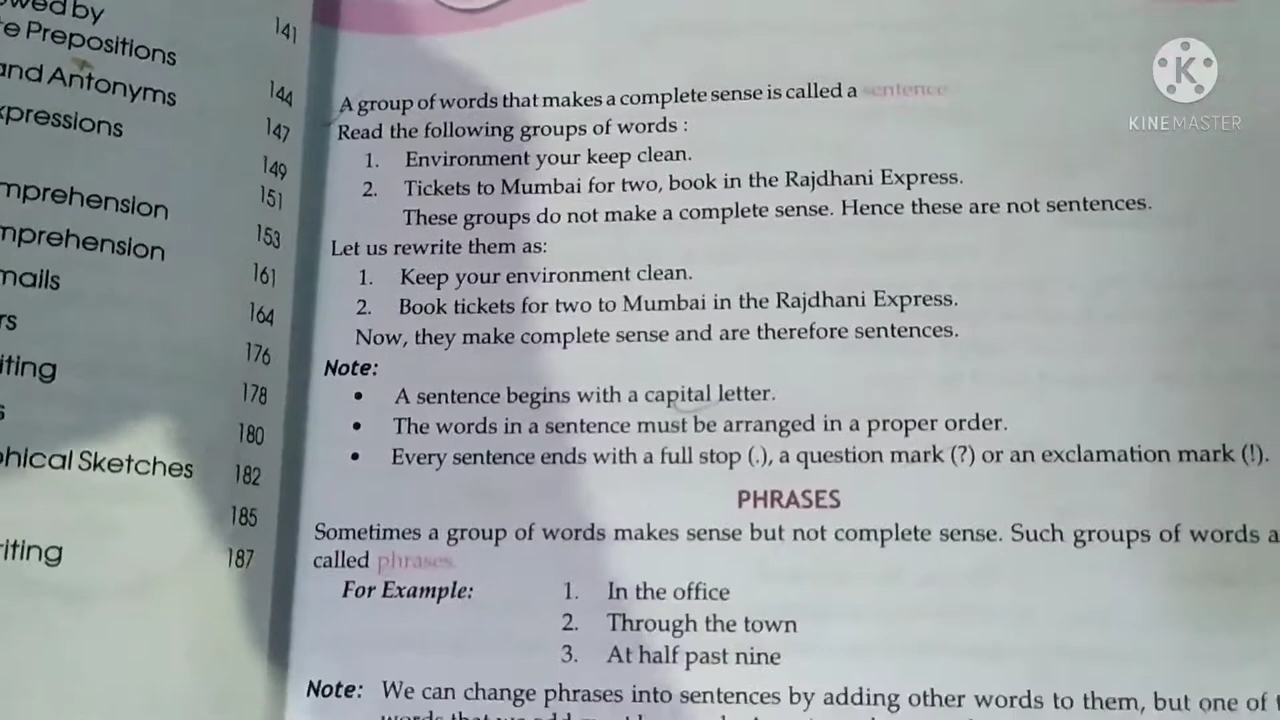 owed by
e Prepositions
141
and Antonyms
144
xpressions
147
149
mprehension
151
mprehension
153
mails
161
rs
164
iting
176
s
178
180
phical Sketches
182
185
riting
187
A group of words that makes a complete sense is called a sentence
Read the following groups of words :
1. Environment your keep clean.
2. Tickets to Mumbai for two, book in the Rajdhani Express.
These groups do not make a complete sense. Hence these are not sentences.
Let us rewrite them as:
1. Keep your environment clean.
2. Book tickets for two to Mumbai in the Rajdhani Express.
Now, they make complete sense and are therefore sentences.
Note:
• A sentence begins with a capital letter.
• The words in a sentence must be arranged in a proper order.
• Every sentence ends with a full stop (.), a question mark (?) or an exclamation mark (!).
PHRASES
Sometimes a group of words makes sense but not complete sense. Such groups of words a
called phrases.
For Example: 1. In the office
2. Through the town
3. At half past nine
Note: We can change phrases into sentences by adding other words to them, but one of
words that we add must
K
KINEMASTER